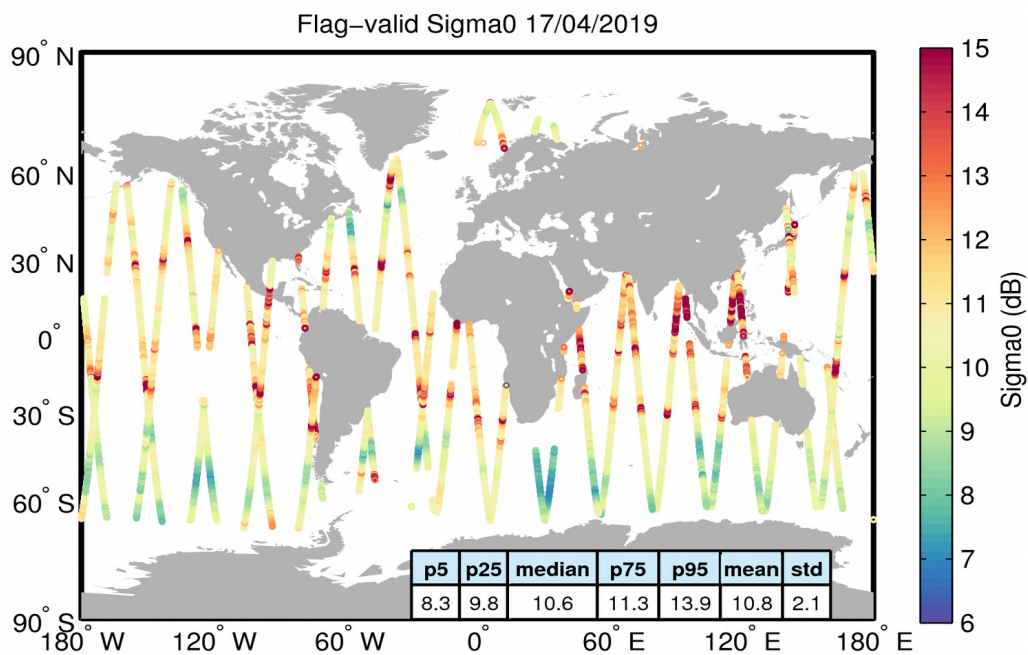 Flag−valid Sigma0 17/04/2019
90° N
60° N
30° N
0°
30° S
60° S
90° S
180° W
120° W
60° W
0°
60° E
120° E
180° E
p5 p25 median p75 p95 mean std
8.3 9.8 10.6 11.3 13.9 10.8 2.1
15
14
13
12
11
10
9
8
7
6
Sigma0 (dB)